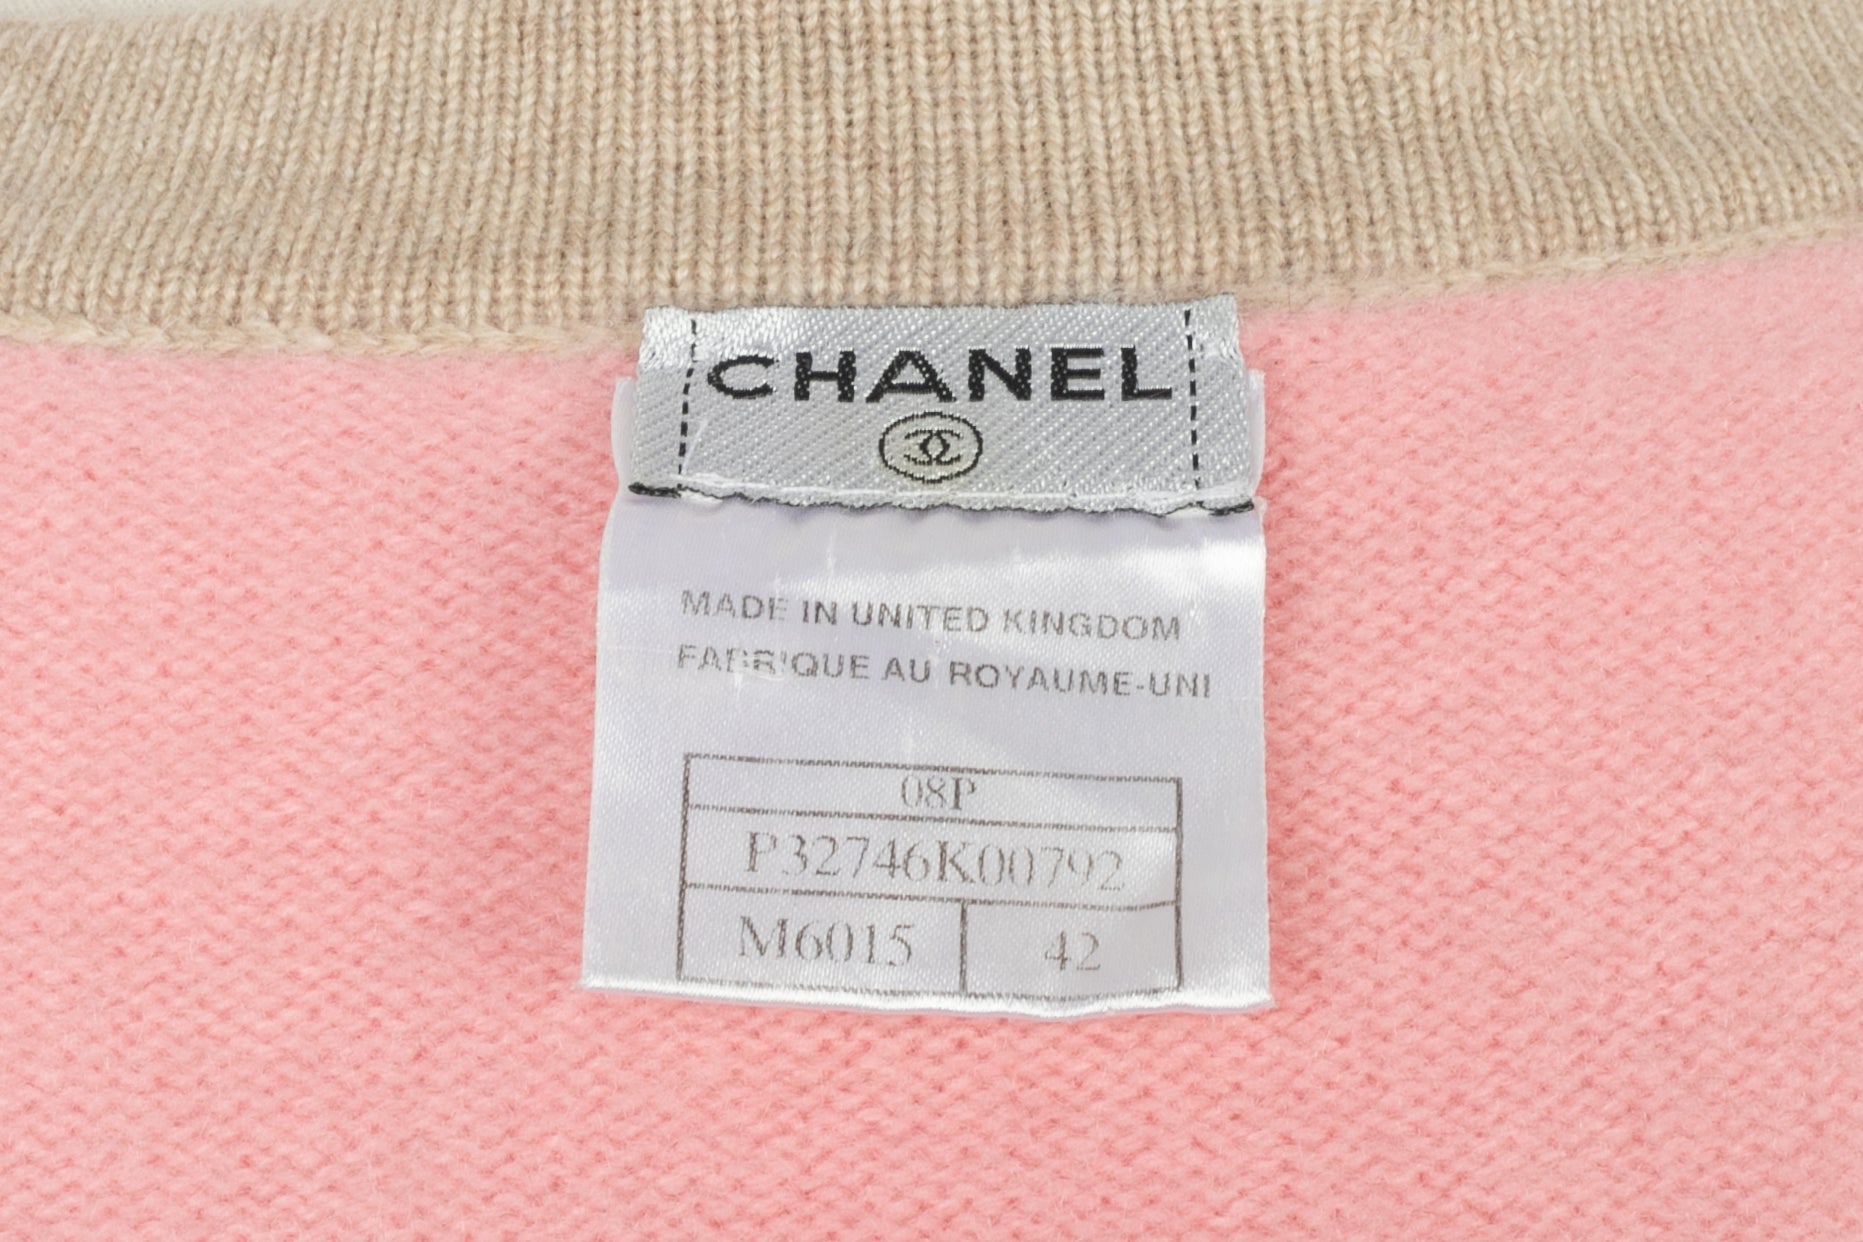 CHANEL
MADE IN UNITED KINGDOM
FABRIQUE AU ROYAUME-UNI
08P
P32746K00792
M6015 42